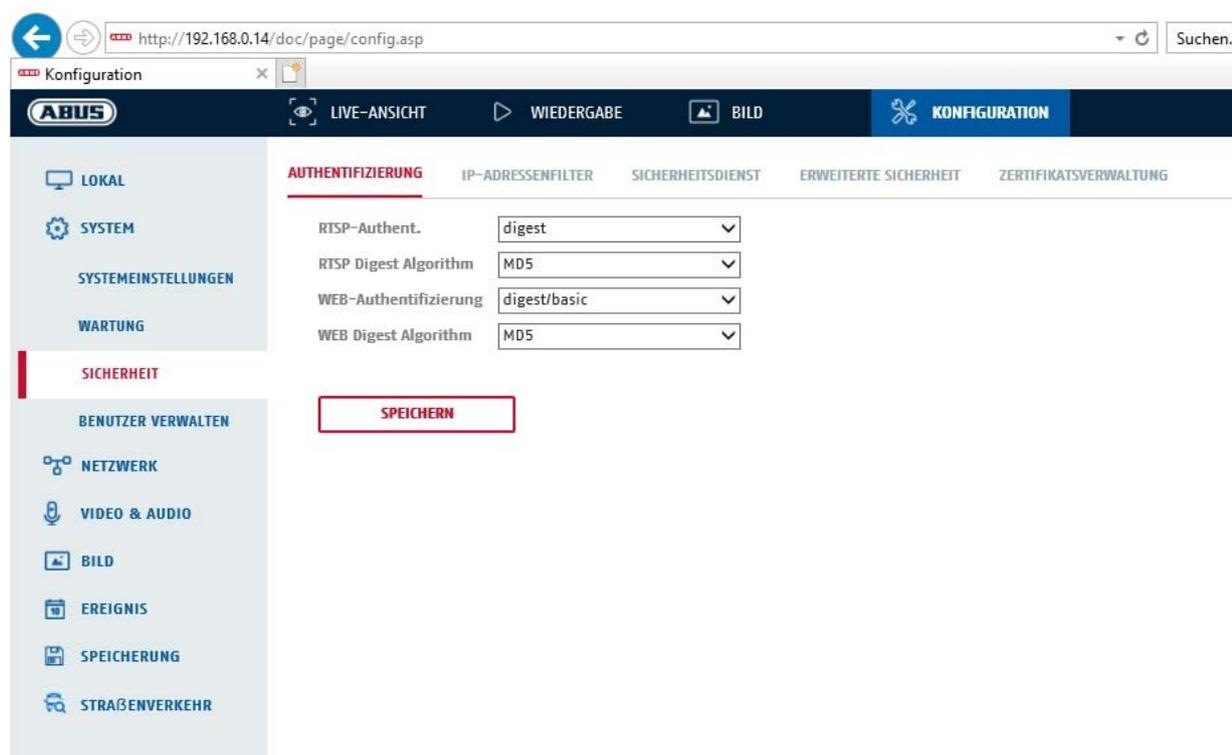 http://192.168.0.14/doc/page/config.asp
Suchen.
Konfiguration
ABUS
LIVE-ANSICHT
WIEDERGABE
BILD
KONFIGURATION
LOKAL
SYSTEM
SYSTEMEINSTELLUNGEN
WARTUNG
SICHERHEIT
BENUTZER VERWALTEN
NETZWERK
VIDEO & AUDIO
BILD
10
EREIGNIS
SPEICHERUNG
STRAßENVERKEHR
AUTHENTIFIZIERUNG
IP-ADRESSENFILTER
SICHERHEITSDIENST
ERWEITERTE SICHERHEIT
ZERTIFIKATSVERWALTUNG
RTSP-Authent.
digest
RTSP Digest Algorithm
MD5
WEB-Authentifizierung
digest/basic
WEB Digest Algorithm
MD5
SPEICHERN